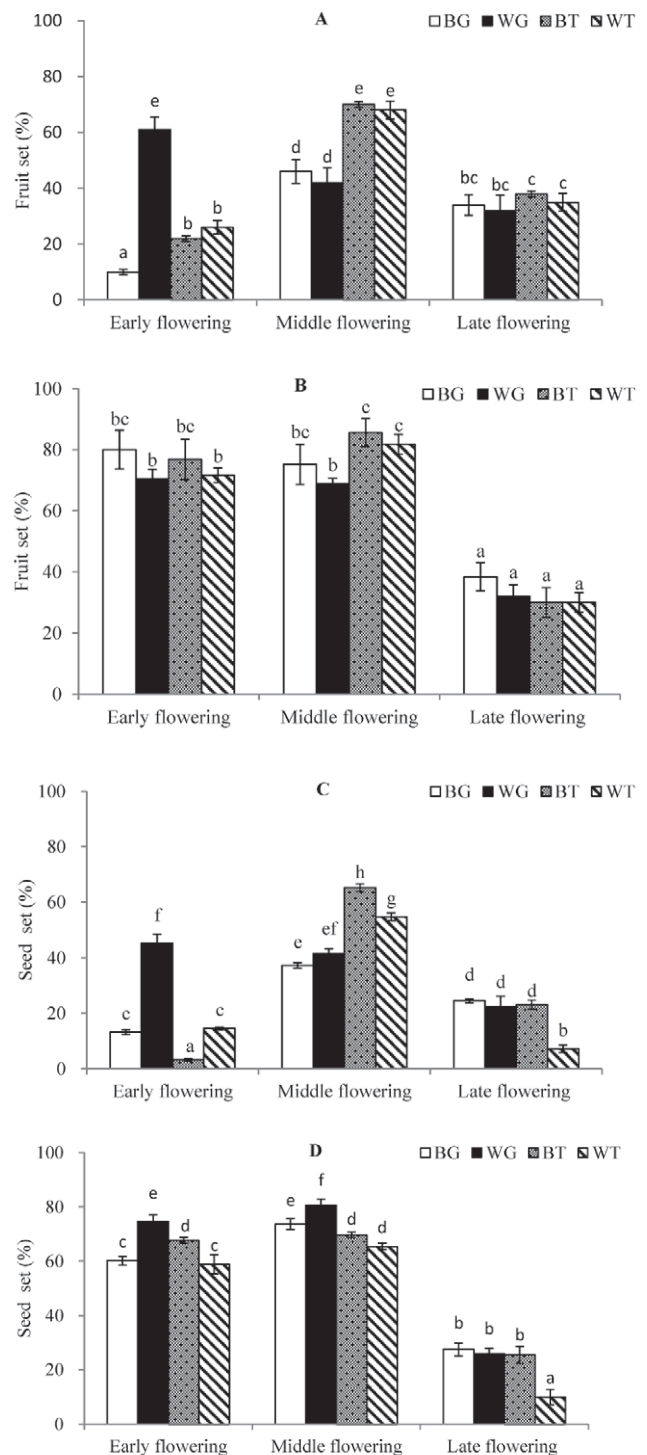 A
BG WG BT WT
100
80
60
40
20
0
Fruit set (%)
a e b b d d e e bc bc c c
Early flowering Middle flowering Late flowering
B
BG WG BT WT
100
80
60
40
20
0
Fruit set (%)
bc b bc b bc b c c a a a a
Early flowering Middle flowering Late flowering
C
BG WG BT WT
100
80
60
40
20
0
Seed set (%)
c f a c e ef h g d d d b
Early flowering Middle flowering Late flowering
D
BG WG BT WT
100
80
60
40
20
0
Seed set (%)
c e d c e f d d b b b a
Early flowering Middle flowering Late flowering